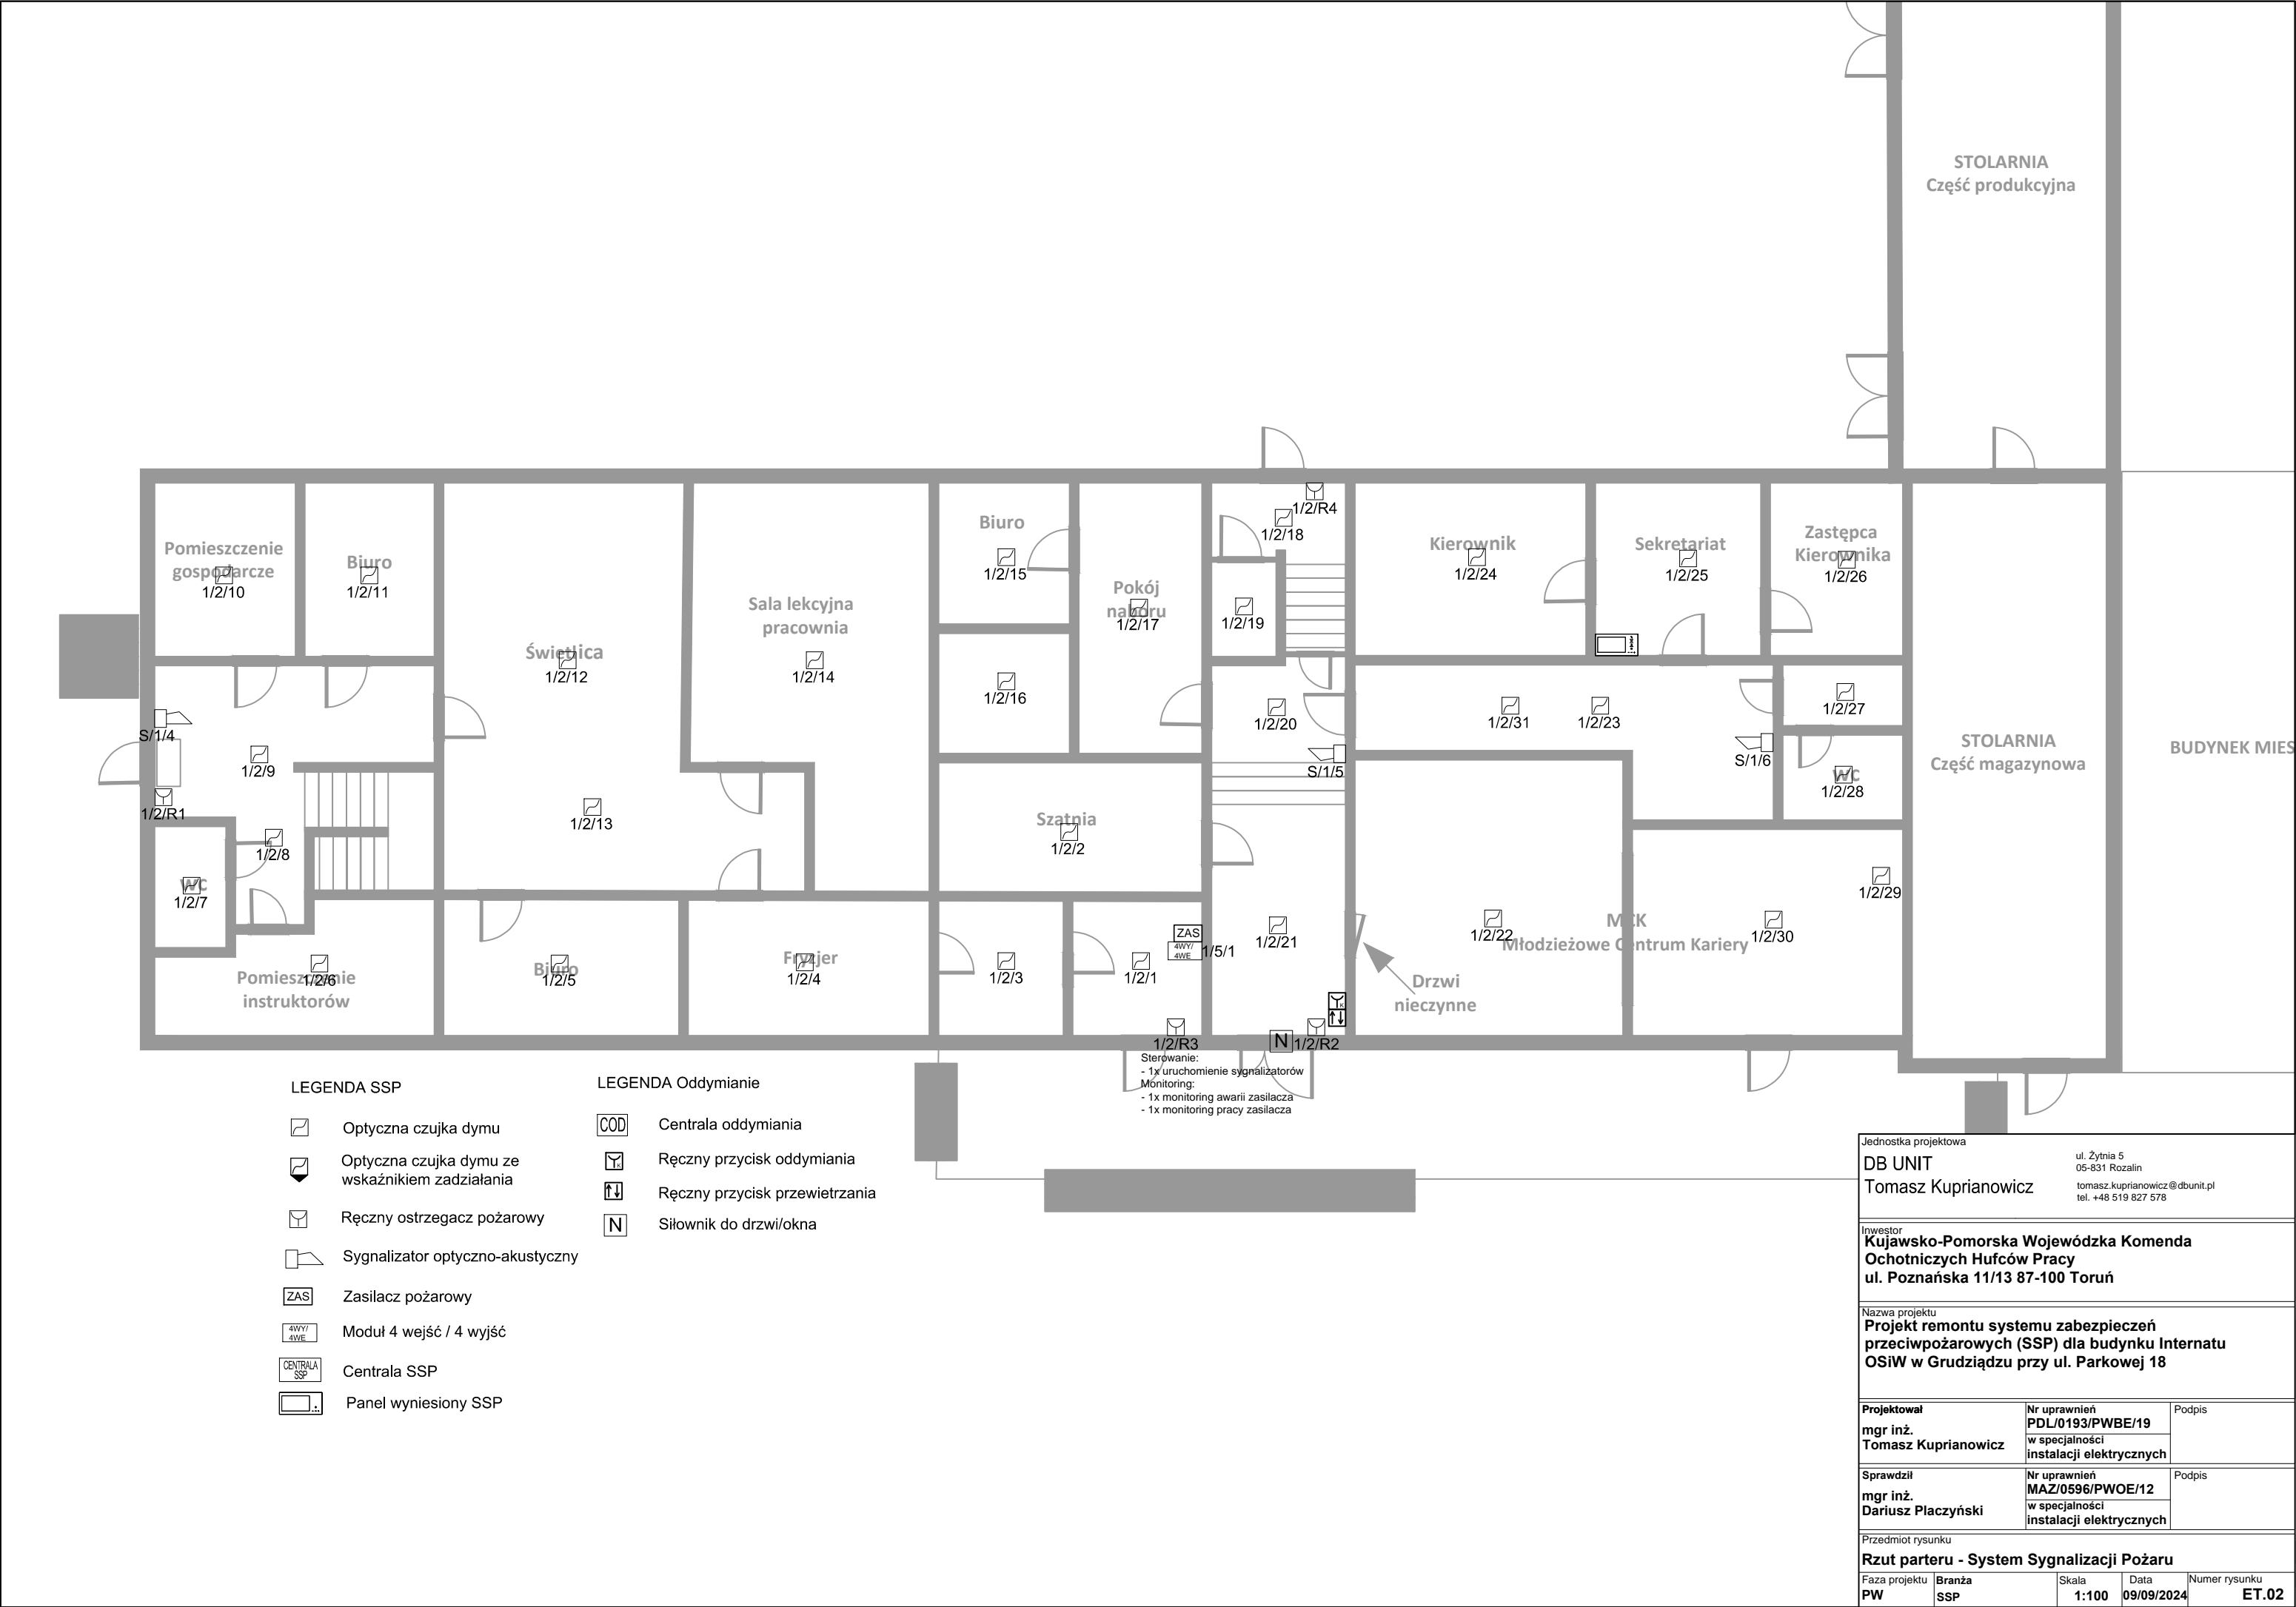 STOLARNIA
Część produkcyjna
Pomieszczenie
gospodarcze
1/2/10
Biuro
1/2/11
Świetlica
1/2/12
Sala lekcyjna
pracownia
1/2/14
Biuro
1/2/15
1/2/16
Pokój
naboru
1/2/17
1/2/R4
1/2/18
1/2/19
1/2/20
Kierownik
1/2/24
Sekretariat
1/2/25
Zastępca
Kierownika
1/2/26
1/2/27
WC
1/2/28
1/2/31
1/2/23
S/1/5
S/1/6
STOLARNIA
Część magazynowa
BUDYNEK MIES
S/1/4
1/2/9
1/2/R1
1/2/8
WC
1/2/7
1/2/13
Szatnia
1/2/2
Pomieszczenie
instruktorów
1/2/6
Biuro
1/2/5
Fryzjer
1/2/4
1/2/3
1/2/1
ZAS
4WY/
4WE
1/5/1
1/2/R3
1/2/21
K
N
1/2/R2
1/2/22
MCK
Młodzieżowe Centrum Kariery
Drzwi
nieczynne
1/2/30
1/2/29
Sterowanie:
- 1x uruchomienie sygnalizatorów
Monitoring:
- 1x monitoring awarii zasilacza
- 1x monitoring pracy zasilacza
LEGENDA SSP
Optyczna czujka dymu
Optyczna czujka dymu ze
wskaźnikiem zadziałania
Ręczny ostrzegacz pożarowy
Sygnalizator optyczno-akustyczny
ZAS Zasilacz pożarowy
4WY/
4WE
Moduł 4 wejść / 4 wyjść
CENTRALA
SSP
Centrala SSP
Panel wyniesiony SSP
LEGENDA Oddymianie
COD Centrala oddymiania
K Ręczny przycisk oddymiania
Ręczny przycisk przewietrzania
N Siłownik do drzwi/okna
Jednostka projektowa
DB UNIT
Tomasz Kuprianowicz
ul. Żytnia 5
05-831 Rozalin
tomasz.kuprianowicz@dbunit.pl
tel. +48 519 827 578
Inwestor
Kujawsko-Pomorska Wojewódzka Komenda
Ochotniczych Hufców Pracy
ul. Poznańska 11/13 87-100 Toruń
Nazwa projektu
Projekt remontu systemu zabezpieczeń
przeciwpożarowych (SSP) dla budynku Internatu
OSiW w Grudziądzu przy ul. Parkowej 18
Projektował
mgr inż.
Tomasz Kuprianowicz
Nr uprawnień
PDL/0193/PWBE/19
w specjalności
instalacji elektrycznych
Podpis
Sprawdził
mgr inż.
Dariusz Placzyński
Nr uprawnień
MAZ/0596/PWOE/12
w specjalności
instalacji elektrycznych
Podpis
Przedmiot rysunku
Rzut parteru - System Sygnalizacji Pożaru
Faza projektu Branża Skala Data Numer rysunku
PW SSP 1:100 09/09/2024 ET.02